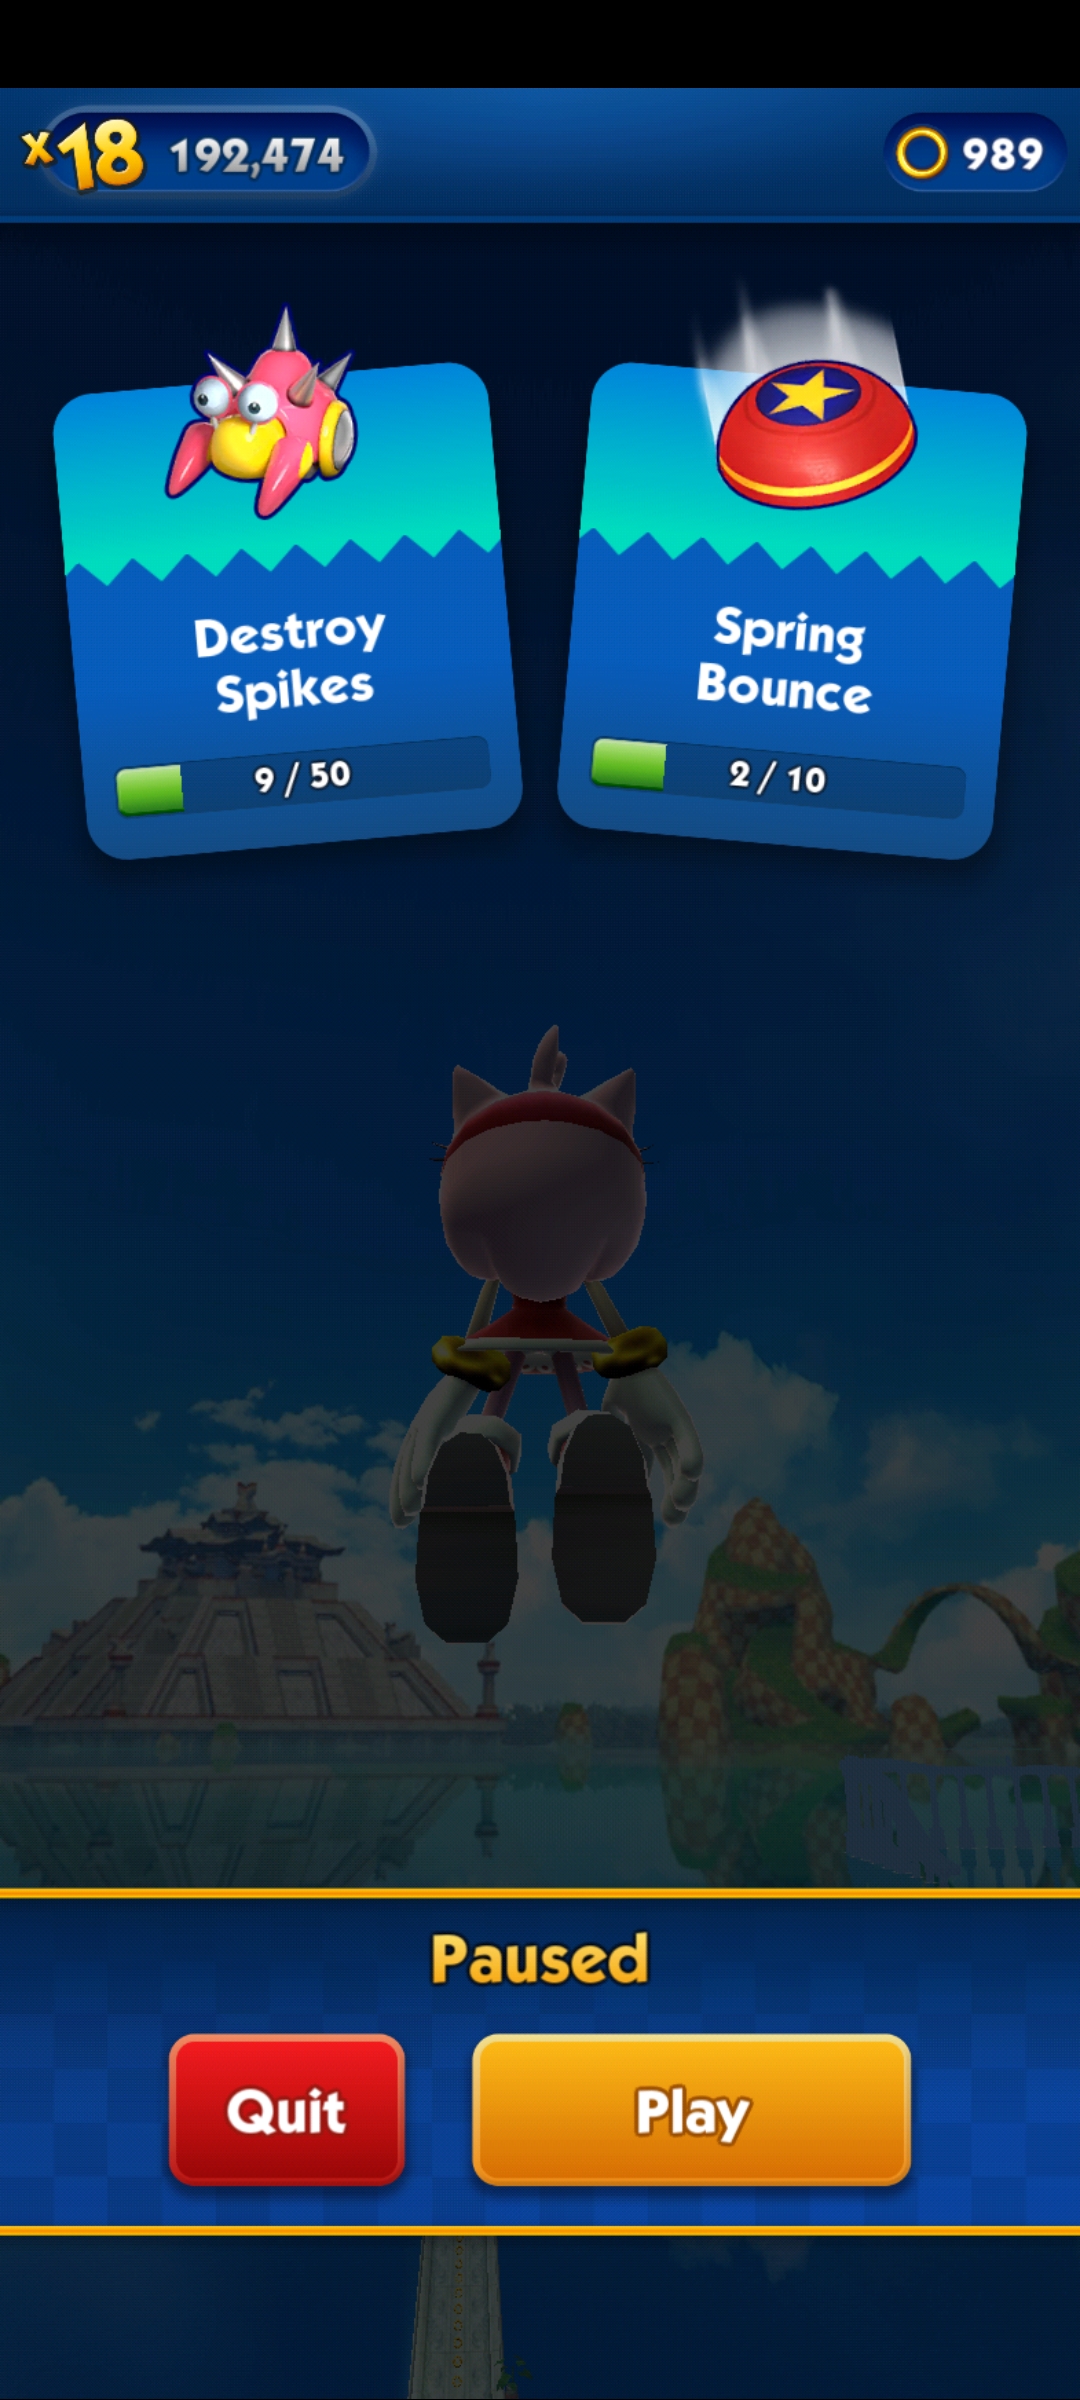 x18 192,474
989
Destroy
Spikes
9 / 50
Spring
Bounce
2 / 10
Paused
Quit
Play